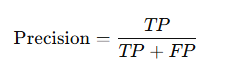 Precision = TP / (TP + FP)